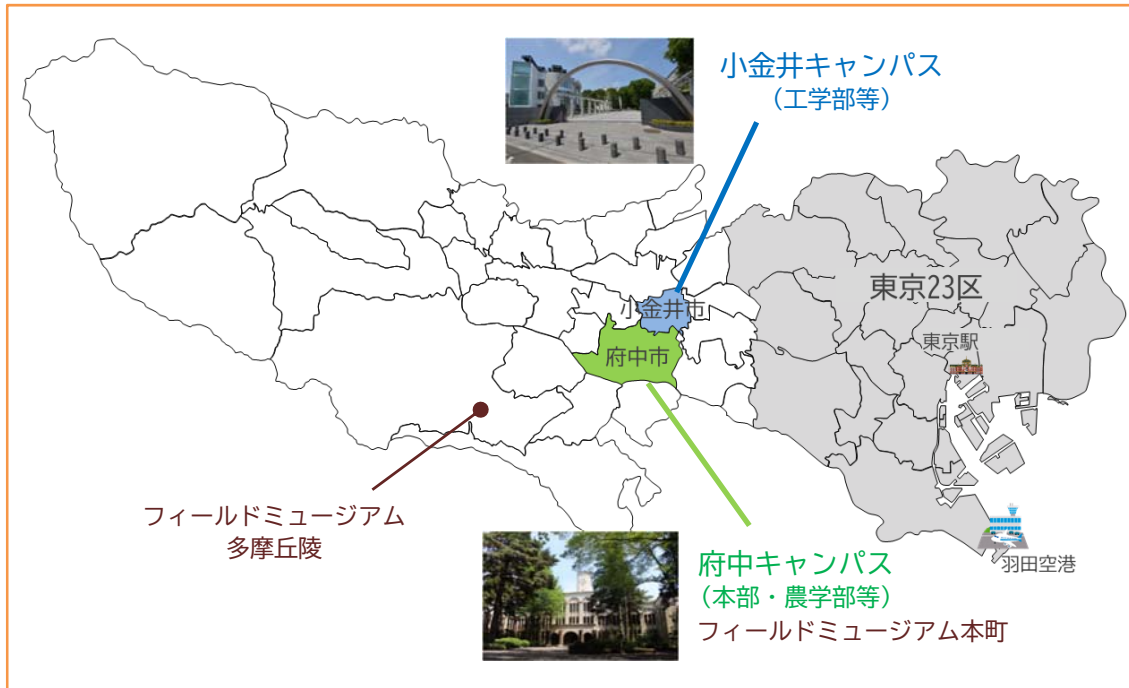 小金井キャンパス
（工学部等）
東京23区
小金井市
東京駅
府中市
フィールドミュージアム
多摩丘陵
府中キャンパス
（本部・農学部等）
フィールドミュージアム本町
羽田空港